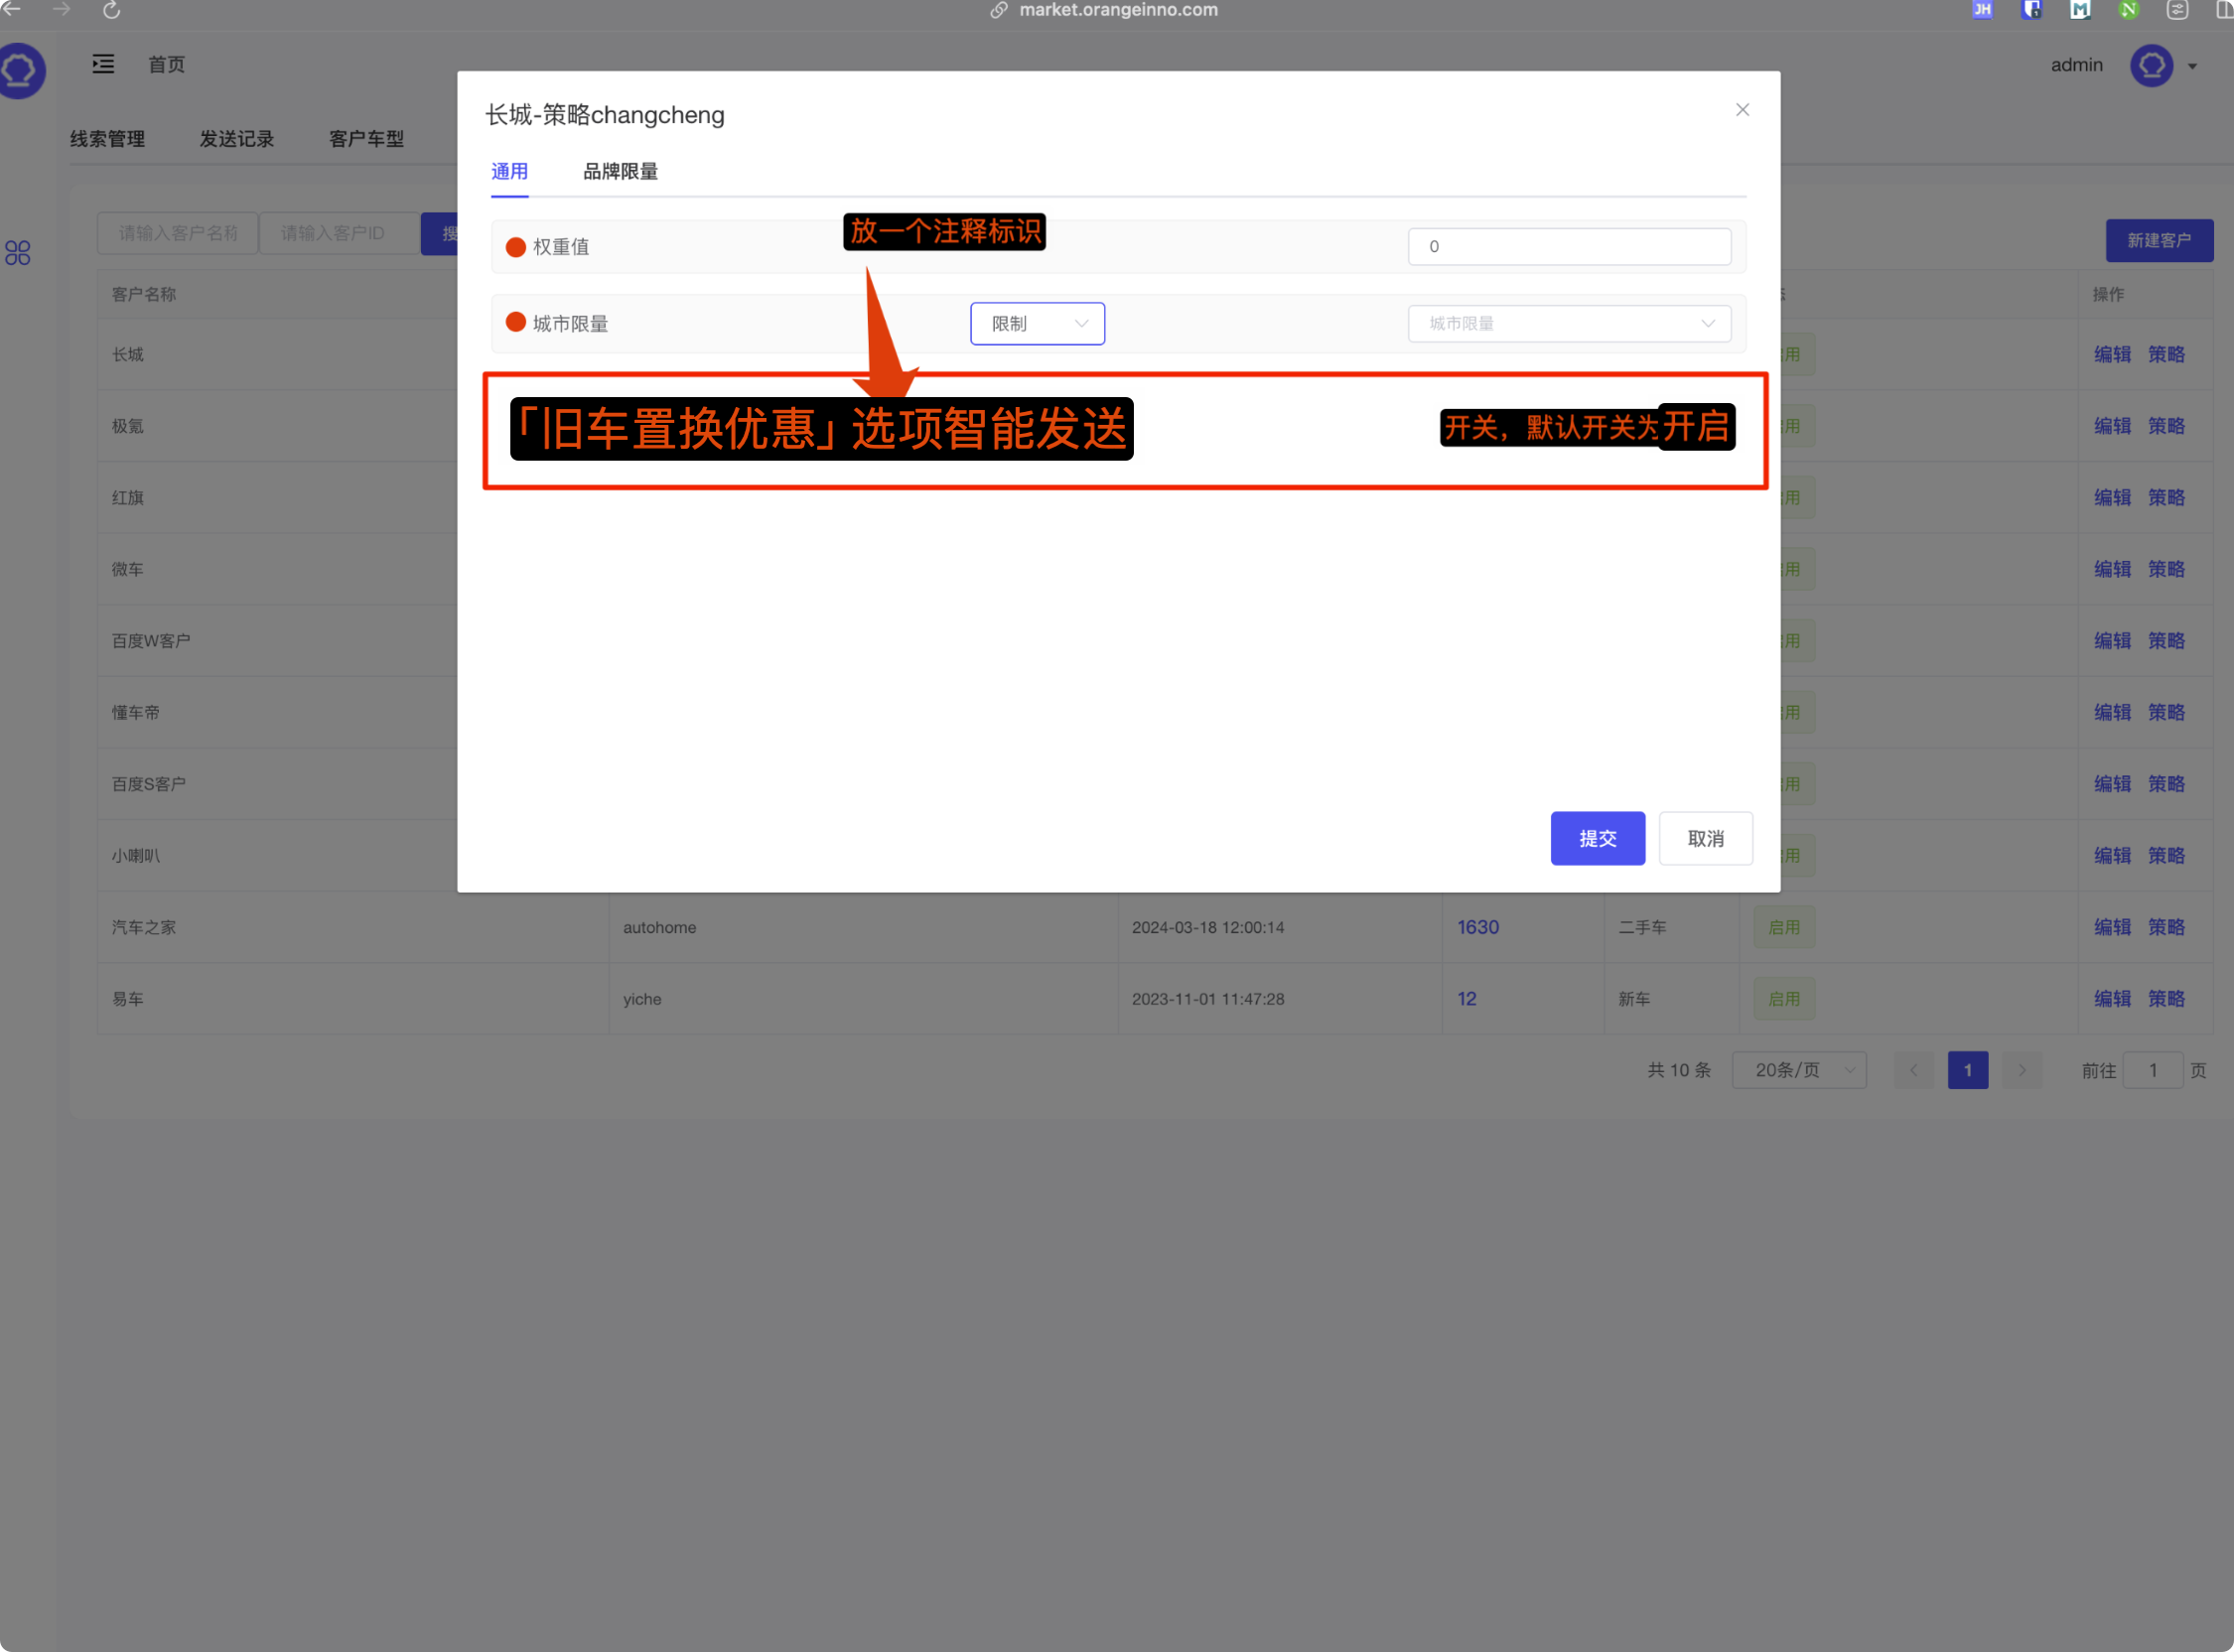 market.orangeinno.com
JH
M
N
首页
admin
长城-策略changcheng
线索管理 发送记录 客户车型
通用 品牌限量
请输入客户名称 请输入客户ID 搜
权重值 放一个注释标识 0
新建客户
城市限量 限制 城市限量
客户名称 操作
长城 用 编辑 策略
「旧车置换优惠」选项智能发送 开关，默认开关为开启
极氪 用 编辑 策略
红旗 用 编辑 策略
微车 用 编辑 策略
百度W客户 用 编辑 策略
懂车帝 用 编辑 策略
百度S客户 用 编辑 策略
提交 取消
小喇叭 用 编辑 策略
汽车之家 autohome 2024-03-18 12:00:14 1630 二手车 启用 编辑 策略
易车 yiche 2023-11-01 11:47:28 12 新车 启用 编辑 策略
共 10 条 20条/页 1 前往 1 页